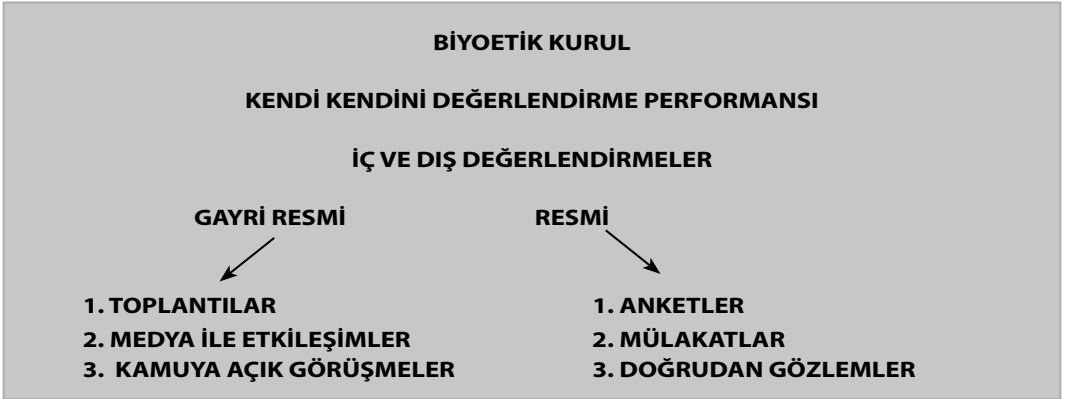 BİYOETİK KURUL
KENDİ KENDİNİ DEĞERLENDİRME PERFORMANSI
İÇ VE DIŞ DEĞERLENDİRMELER
GAYRİ RESMİ
RESMİ
1. TOPLANTILAR
2. MEDYA İLE ETKİLEŞİMLER
3. KAMUYA AÇIK GÖRÜŞMELER
1. ANKETLER
2. MÜLAKATLAR
3. DOĞRUDAN GÖZLEMLER